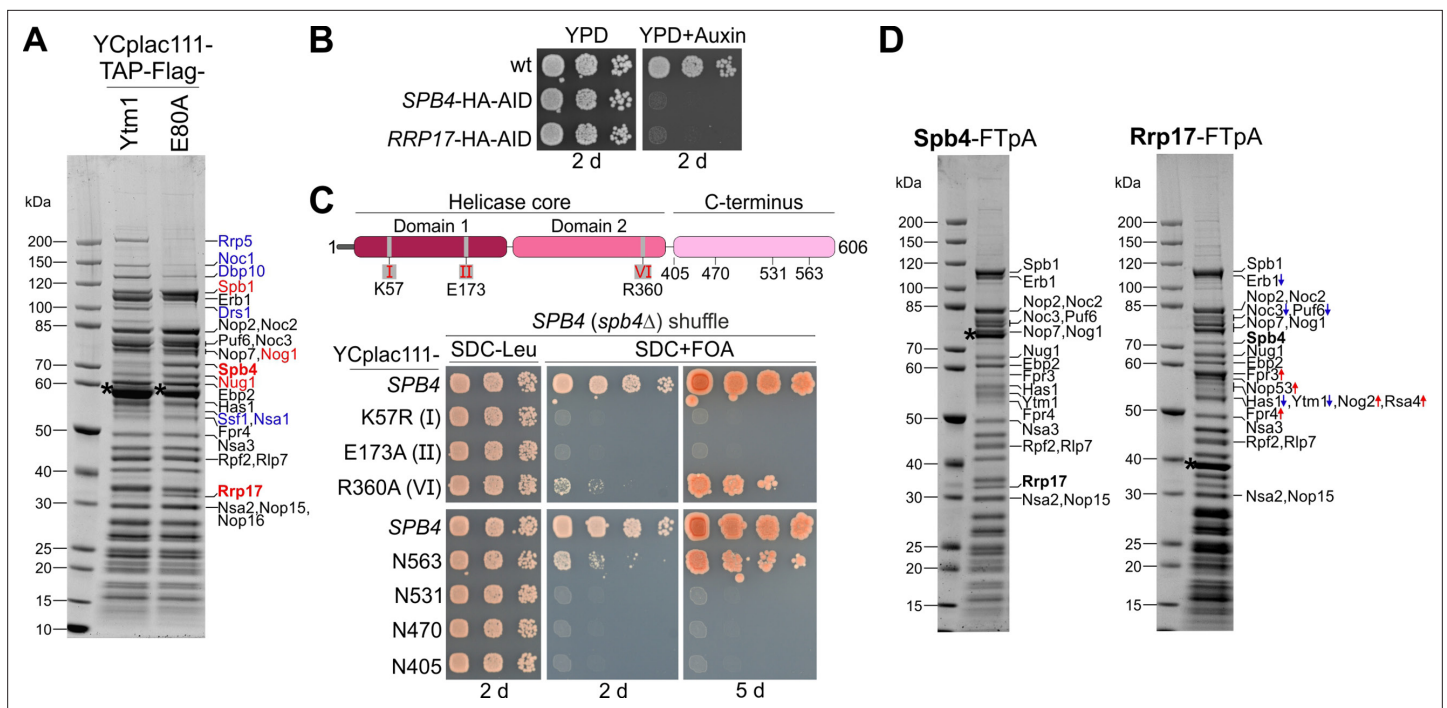 A
YCplac111-
TAP-Flag-
Ytm1
E80A
kDa
200
150
120
100
85
70
60
50
40
30
25
20
15
10
*
*
Rrp5
Noc1
Dbp10
Spb1
Erb1
Drs1
Nop2,Noc2
Puf6,Noc3
Nop7,Nog1
Spb4
Nug1
Ebp2
Has1
Ssf1,Nsa1
Fpr4
Nsa3
Rpf2,Rlp7
Rrp17
Nsa2,Nop15,
Nop16
B
YPD YPD+Auxin
wt
SPB4-HA-AID
RRP17-HA-AID
2 d 2 d
C
Helicase core C-terminus
Domain 1 Domain 2
1 606
I II VI 405 470 531 563
K57 E173 R360
SPB4 (spb4Δ) shuffle
YCplac111- SDC-Leu SDC+FOA
SPB4
K57R (I)
E173A (II)
R360A (VI)
SPB4
N563
N531
N470
N405
2 d 2 d 5 d
D
Spb4-FTpA
kDa
200
150
120
100
85
70
60
50
40
30
25
20
15
*
Spb1
Erb1
Nop2,Noc2
Noc3,Puf6
Nop7,Nog1
Nug1
Ebp2
Fpr3
Has1
Ytm1
Fpr4
Nsa3
Rpf2,Rlp7
Rrp17
Nsa2,Nop15
Rrp17-FTpA
kDa
200
150
120
100
85
70
60
50
40
30
25
20
15
*
Spb1
Erb1↓
Nop2,Noc2
Noc3↓,Puf6↓
Nop7,Nog1
Spb4
Nug1
Ebp2
Fpr3↑
Nop53↑
Has1↓,Ytm1↓,Nog2↑,Rsa4↑
Fpr4↑
Nsa3
Rpf2,Rlp7
Nsa2,Nop15